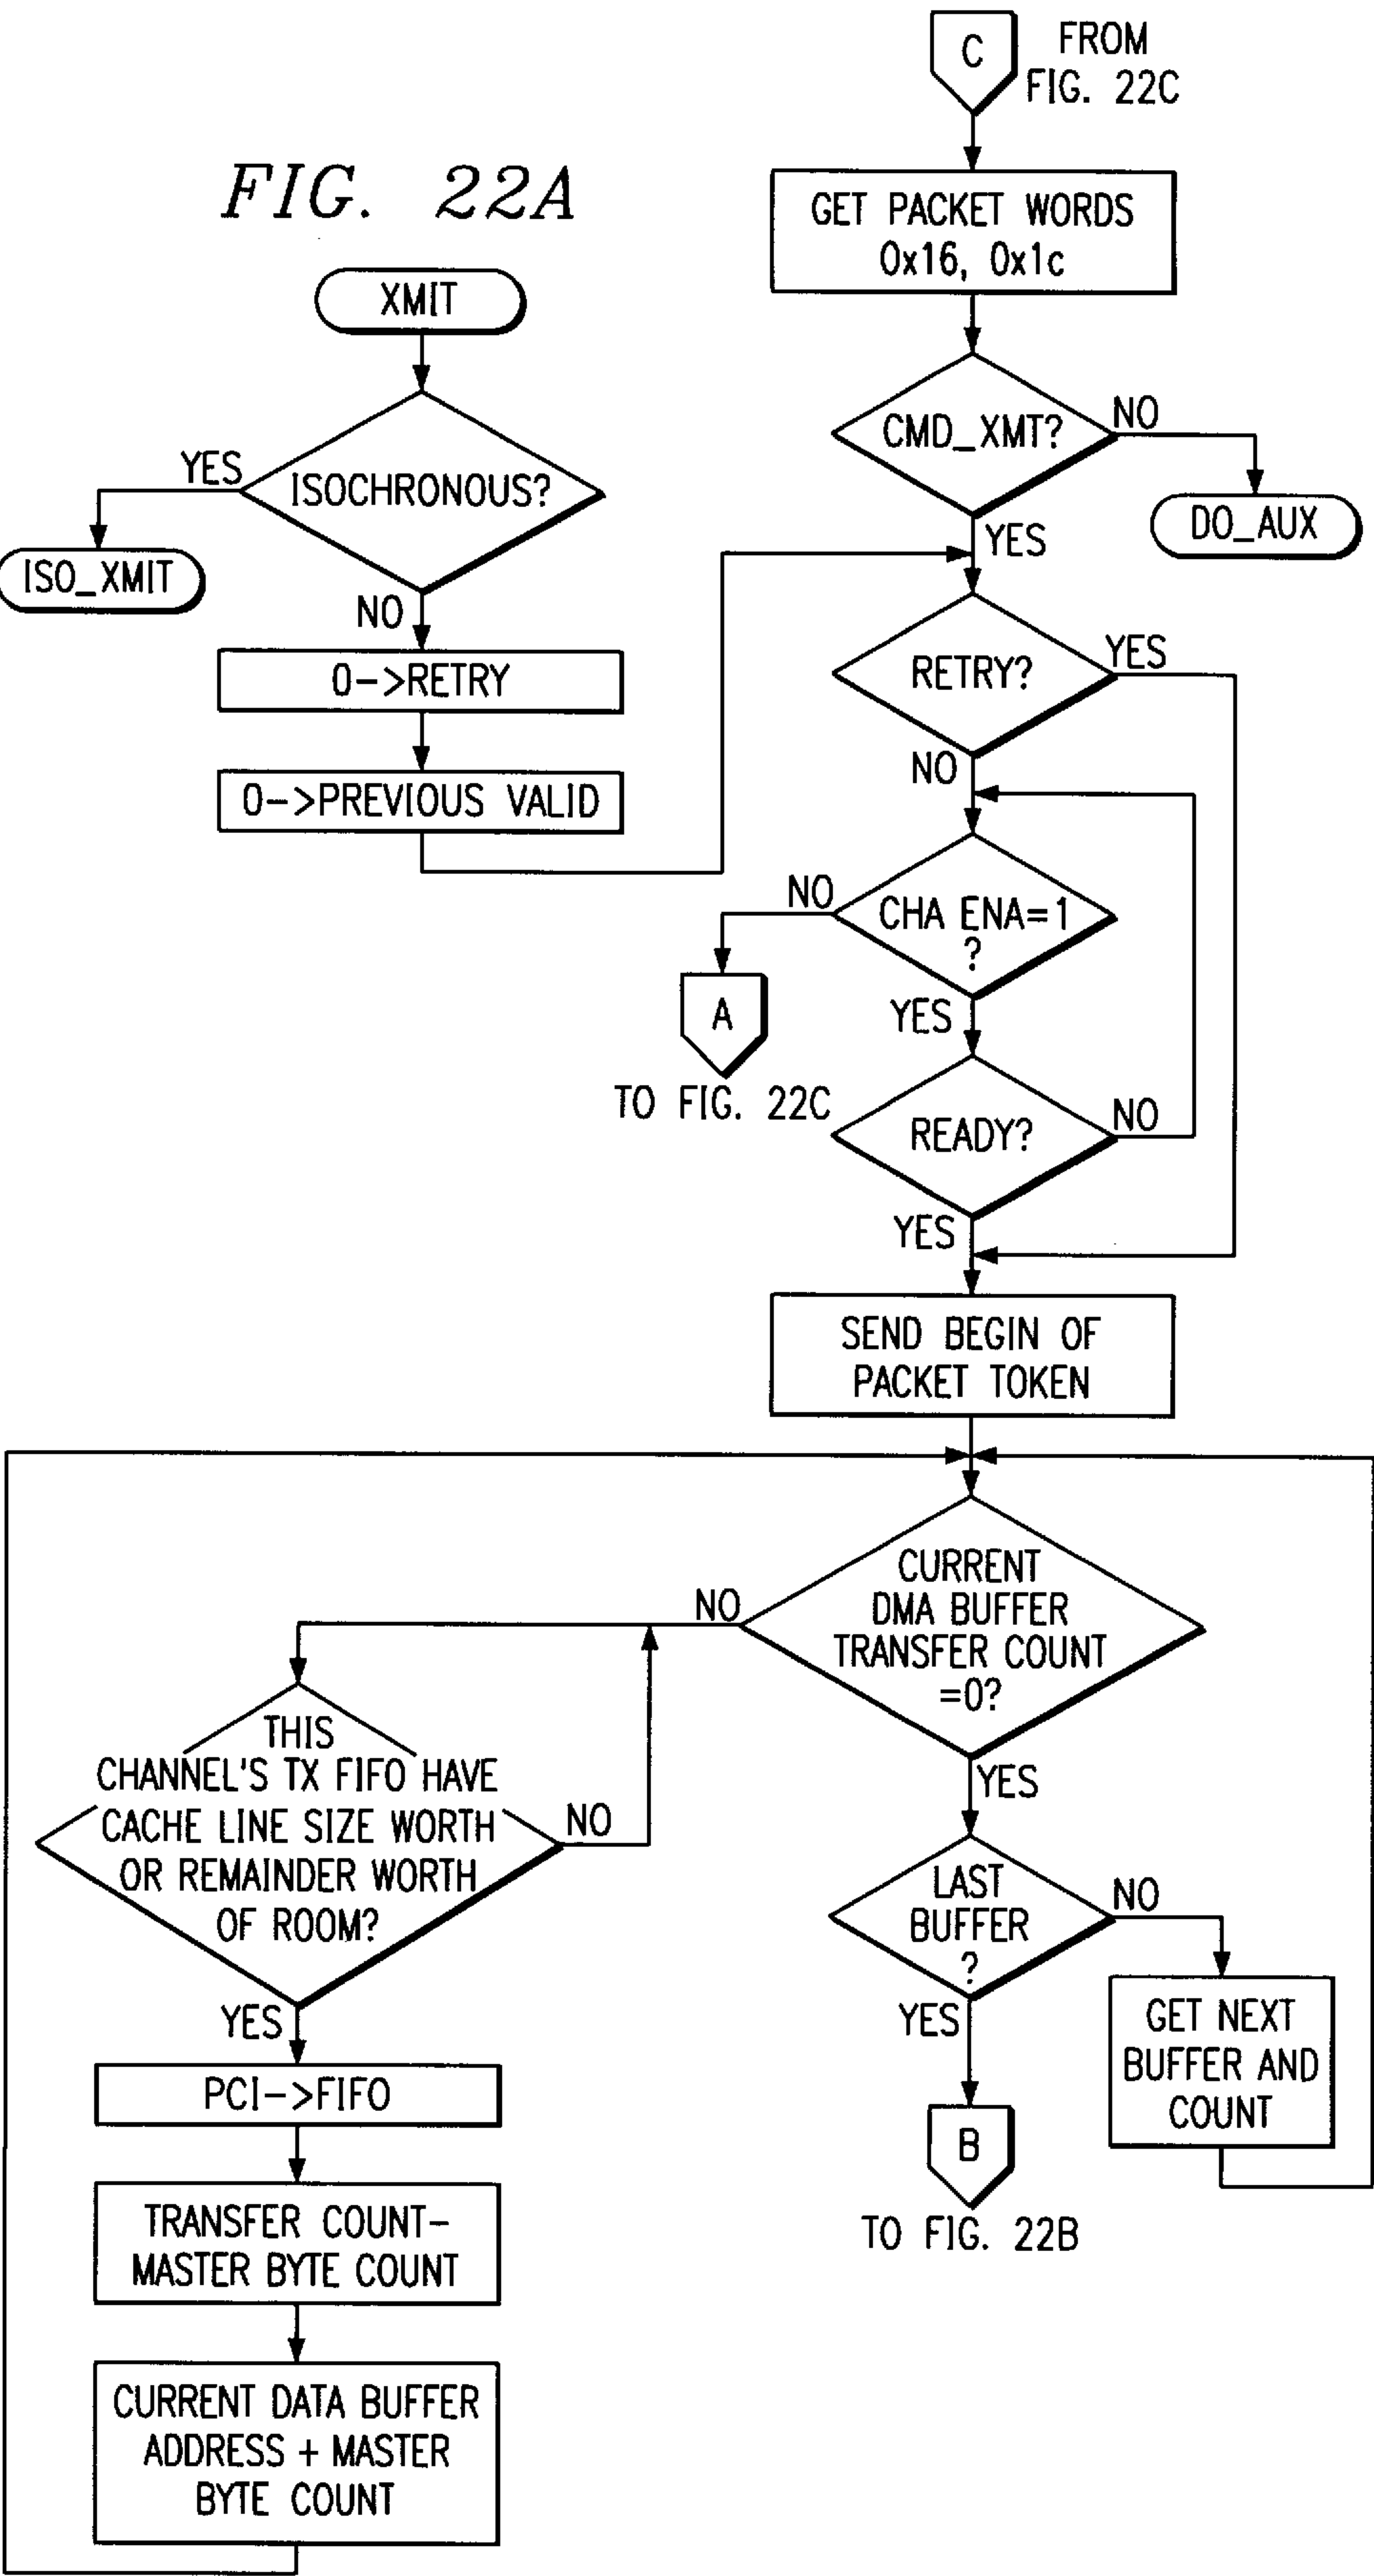 FIG. 22A
C
FROM
FIG. 22C
GET PACKET WORDS
0x16, 0x1c
XMIT
CMD_XMT?
NO
DO_AUX
YES
ISOCHRONOUS?
YES
ISO_XMIT
NO
0->RETRY
0->PREVIOUS VALID
RETRY?
YES
NO
CHA ENA=1
?
NO
A
TO FIG. 22C
YES
READY?
NO
YES
SEND BEGIN OF
PACKET TOKEN
CURRENT
DMA BUFFER
TRANSFER COUNT
=0?
NO
YES
THIS
CHANNEL'S TX FIFO HAVE
CACHE LINE SIZE WORTH
OR REMAINDER WORTH
OF ROOM?
NO
YES
PCI->FIFO
TRANSFER COUNT-
MASTER BYTE COUNT
CURRENT DATA BUFFER
ADDRESS + MASTER
BYTE COUNT
LAST
BUFFER
?
NO
YES
GET NEXT
BUFFER AND
COUNT
B
TO FIG. 22B